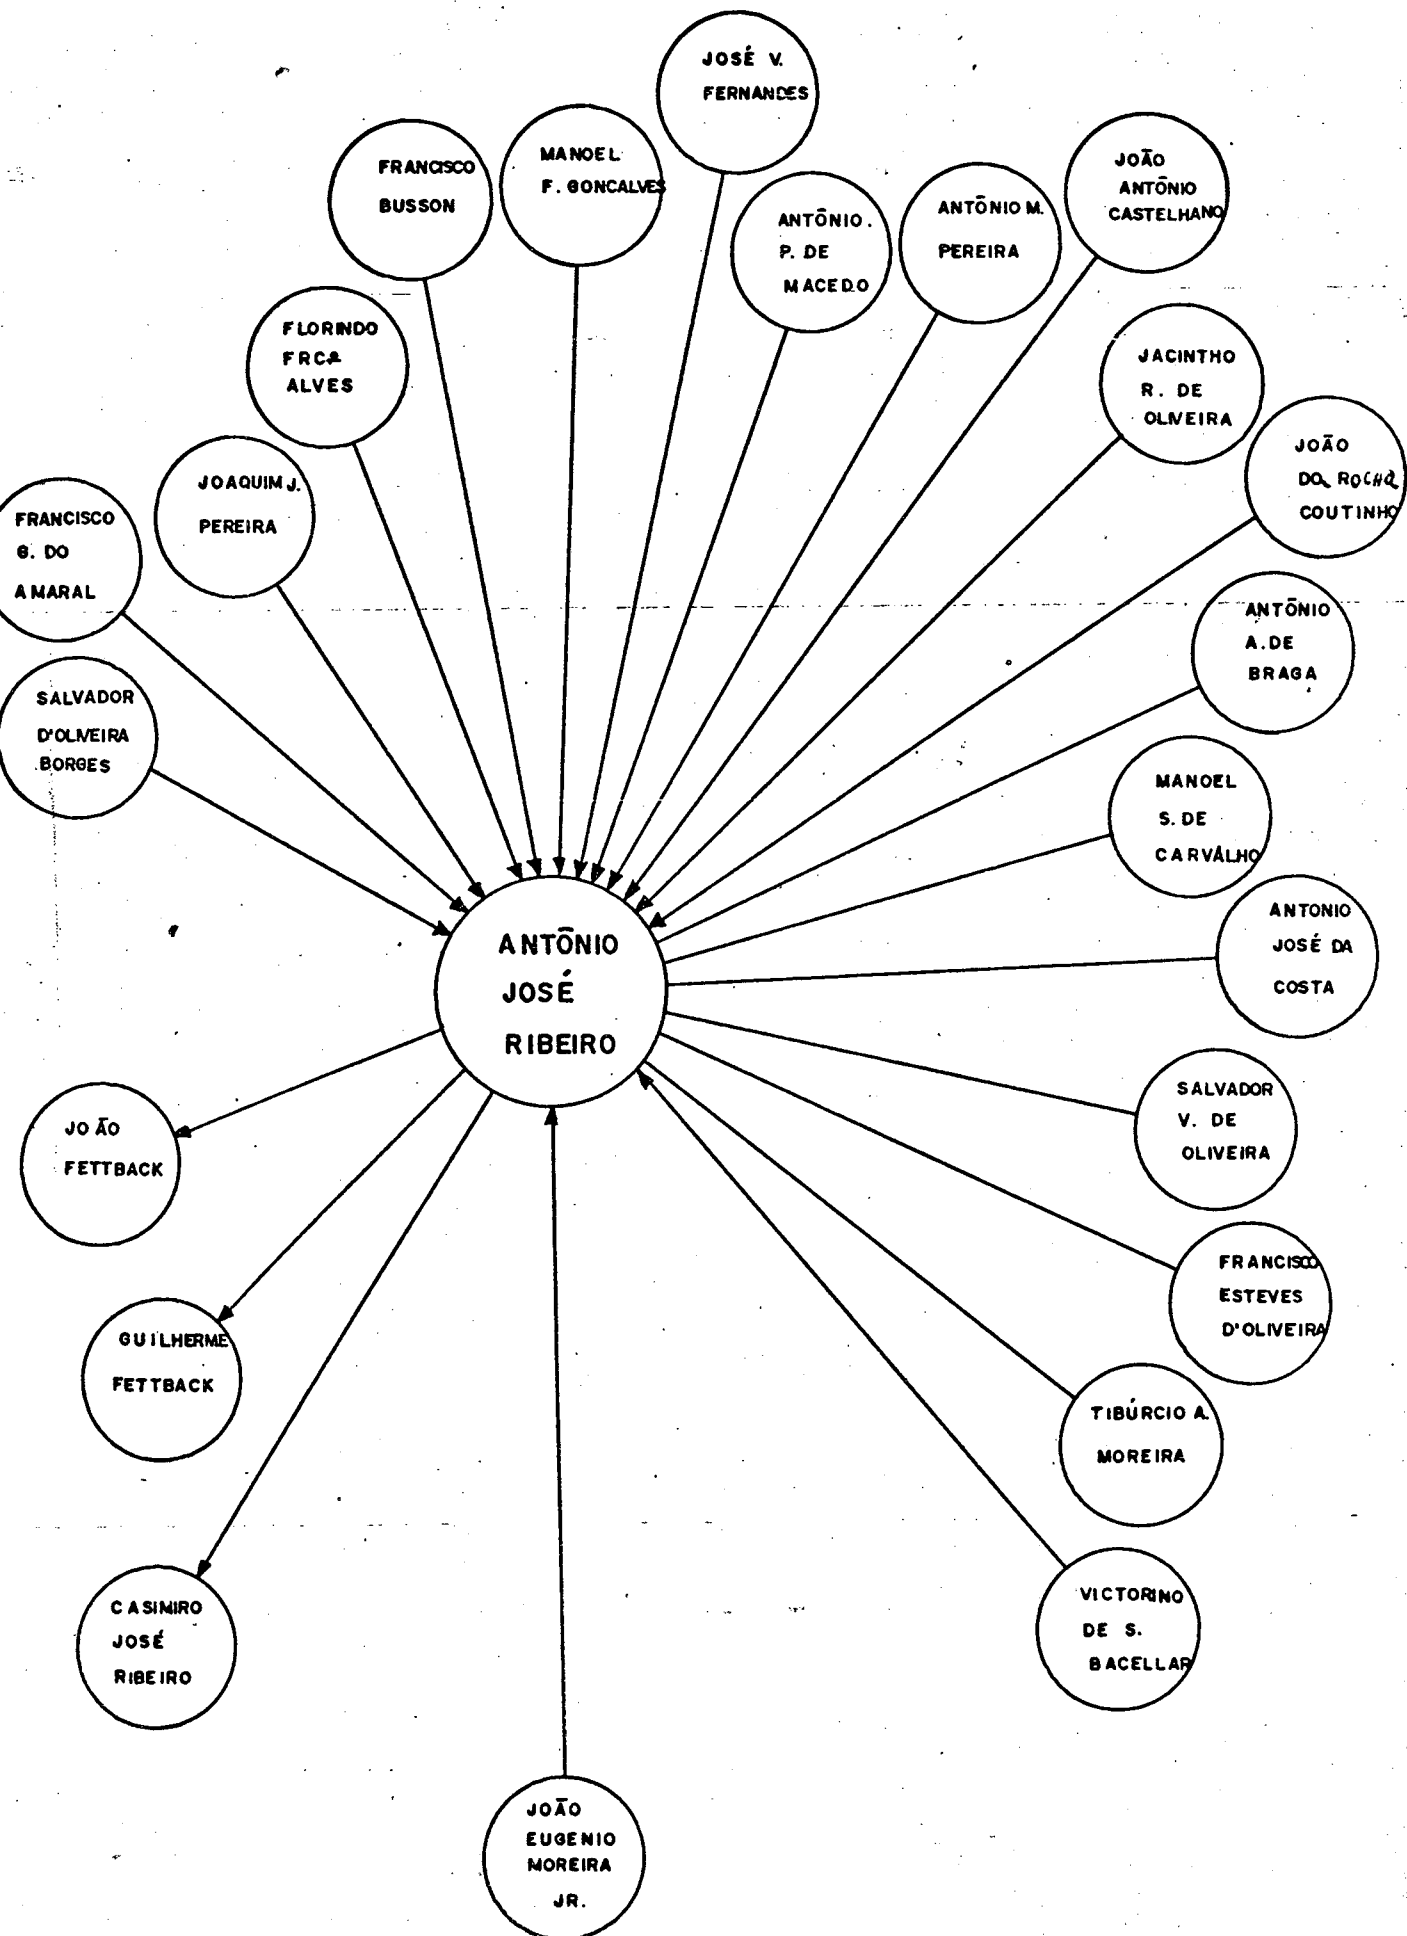 JOSÉ V.
FERNANDES
FRANCISCO
BUSSON
MANOEL
F. GONCALVES
JOÃO
ANTÔNIO
CASTELHANO
ANTÔNIO.
P. DE
MACEDO
ANTÔNIO M.
PEREIRA
FLORINDO
FRCA
ALVES
JACINTHO
R. DE
OLIVEIRA
JOÃO
DA ROCHA
COUTINHO
JOAQUIM J.
PEREIRA
FRANCISCO
G. DO
AMARAL
ANTÔNIO
A. DE
BRAGA
SALVADOR
D'OLIVEIRA
BORGES
MANOEL
S. DE
CARVALHO
ANTÔNIO
JOSÉ
RIBEIRO
ANTONIO
JOSÉ DA
COSTA
JOÃO
FETTBACK
SALVADOR
V. DE
OLIVEIRA
FRANCISCO
ESTEVES
D'OLIVEIRA
GUILHERME
FETTBACK
TIBÚRCIO A.
MOREIRA
CASIMIRO
JOSÉ
RIBEIRO
VICTORINO
DE S.
BACELLAR
JOÃO
EUGENIO
MOREIRA
JR.